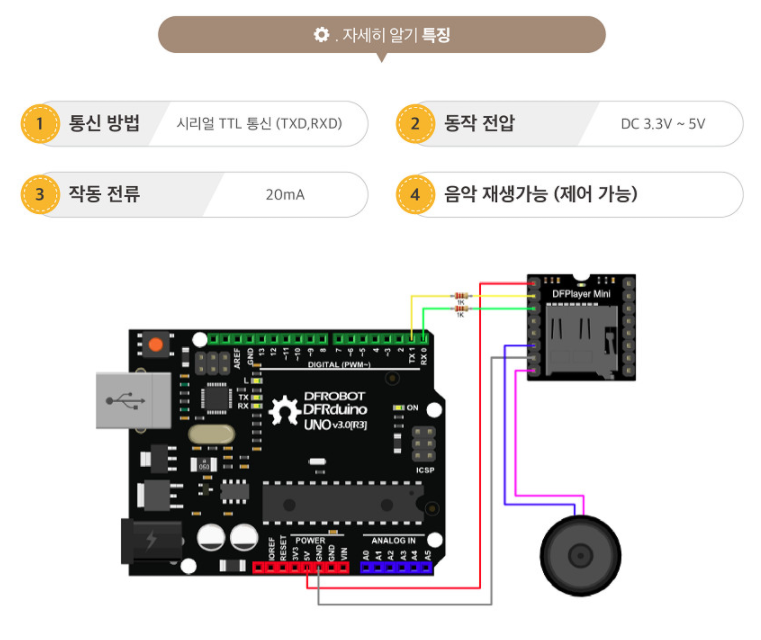 . 자세히 알기 특징
1 통신 방법 시리얼 TTL 통신 (TXD,RXD)
2 동작 전압 DC 3.3V ~ 5V
3 작동 전류 20mA
4 음악 재생가능 (제어 가능)
1K
1K
DFPlayer Mini
AREF
GND
13
12
~11
~10
~9
8
7
~6
~5
4
~3
2
TX 1
RX 0
DIGITAL (PWM~)
L
TX
RX
DFROBOT
DFRduino
UNO v3.0[R3]
ON
ICSP
050
POWER
ANALOG IN
IOREF
RESET
3V3
5V
GND
GND
VIN
A0
A1
A2
A3
A4
A5